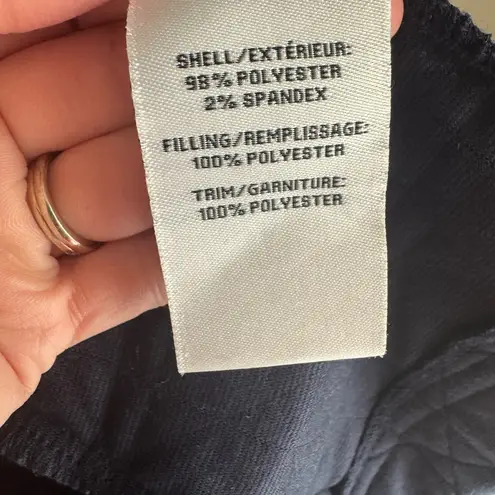 SHELL/EXTÉRIEUR:
98% POLYESTER
2% SPANDEX
FILLING/REMPLISSAGE:
100% POLYESTER
TRIM/GARNITURE:
100% POLYESTER